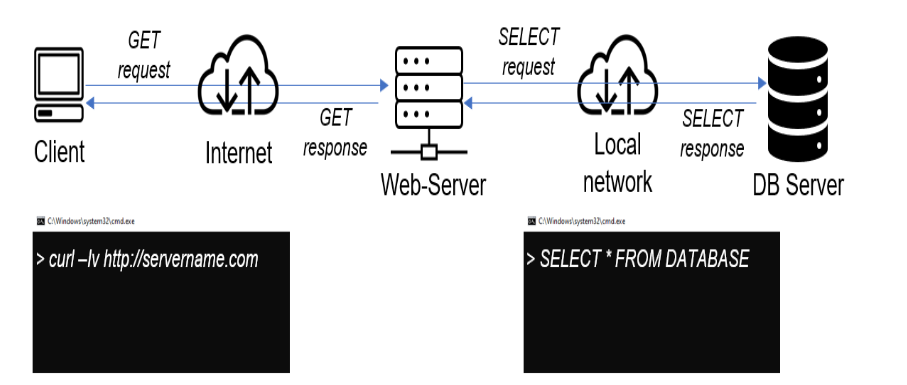 GET
request
SELECT
request
GET
response
SELECT
response
Client
Internet
Web-Server
Local
network
DB Server
C:\Windows\system32\cmd.exe
> curl –Iv http://servername.com
C:\Windows\system32\cmd.exe
> SELECT * FROM DATABASE